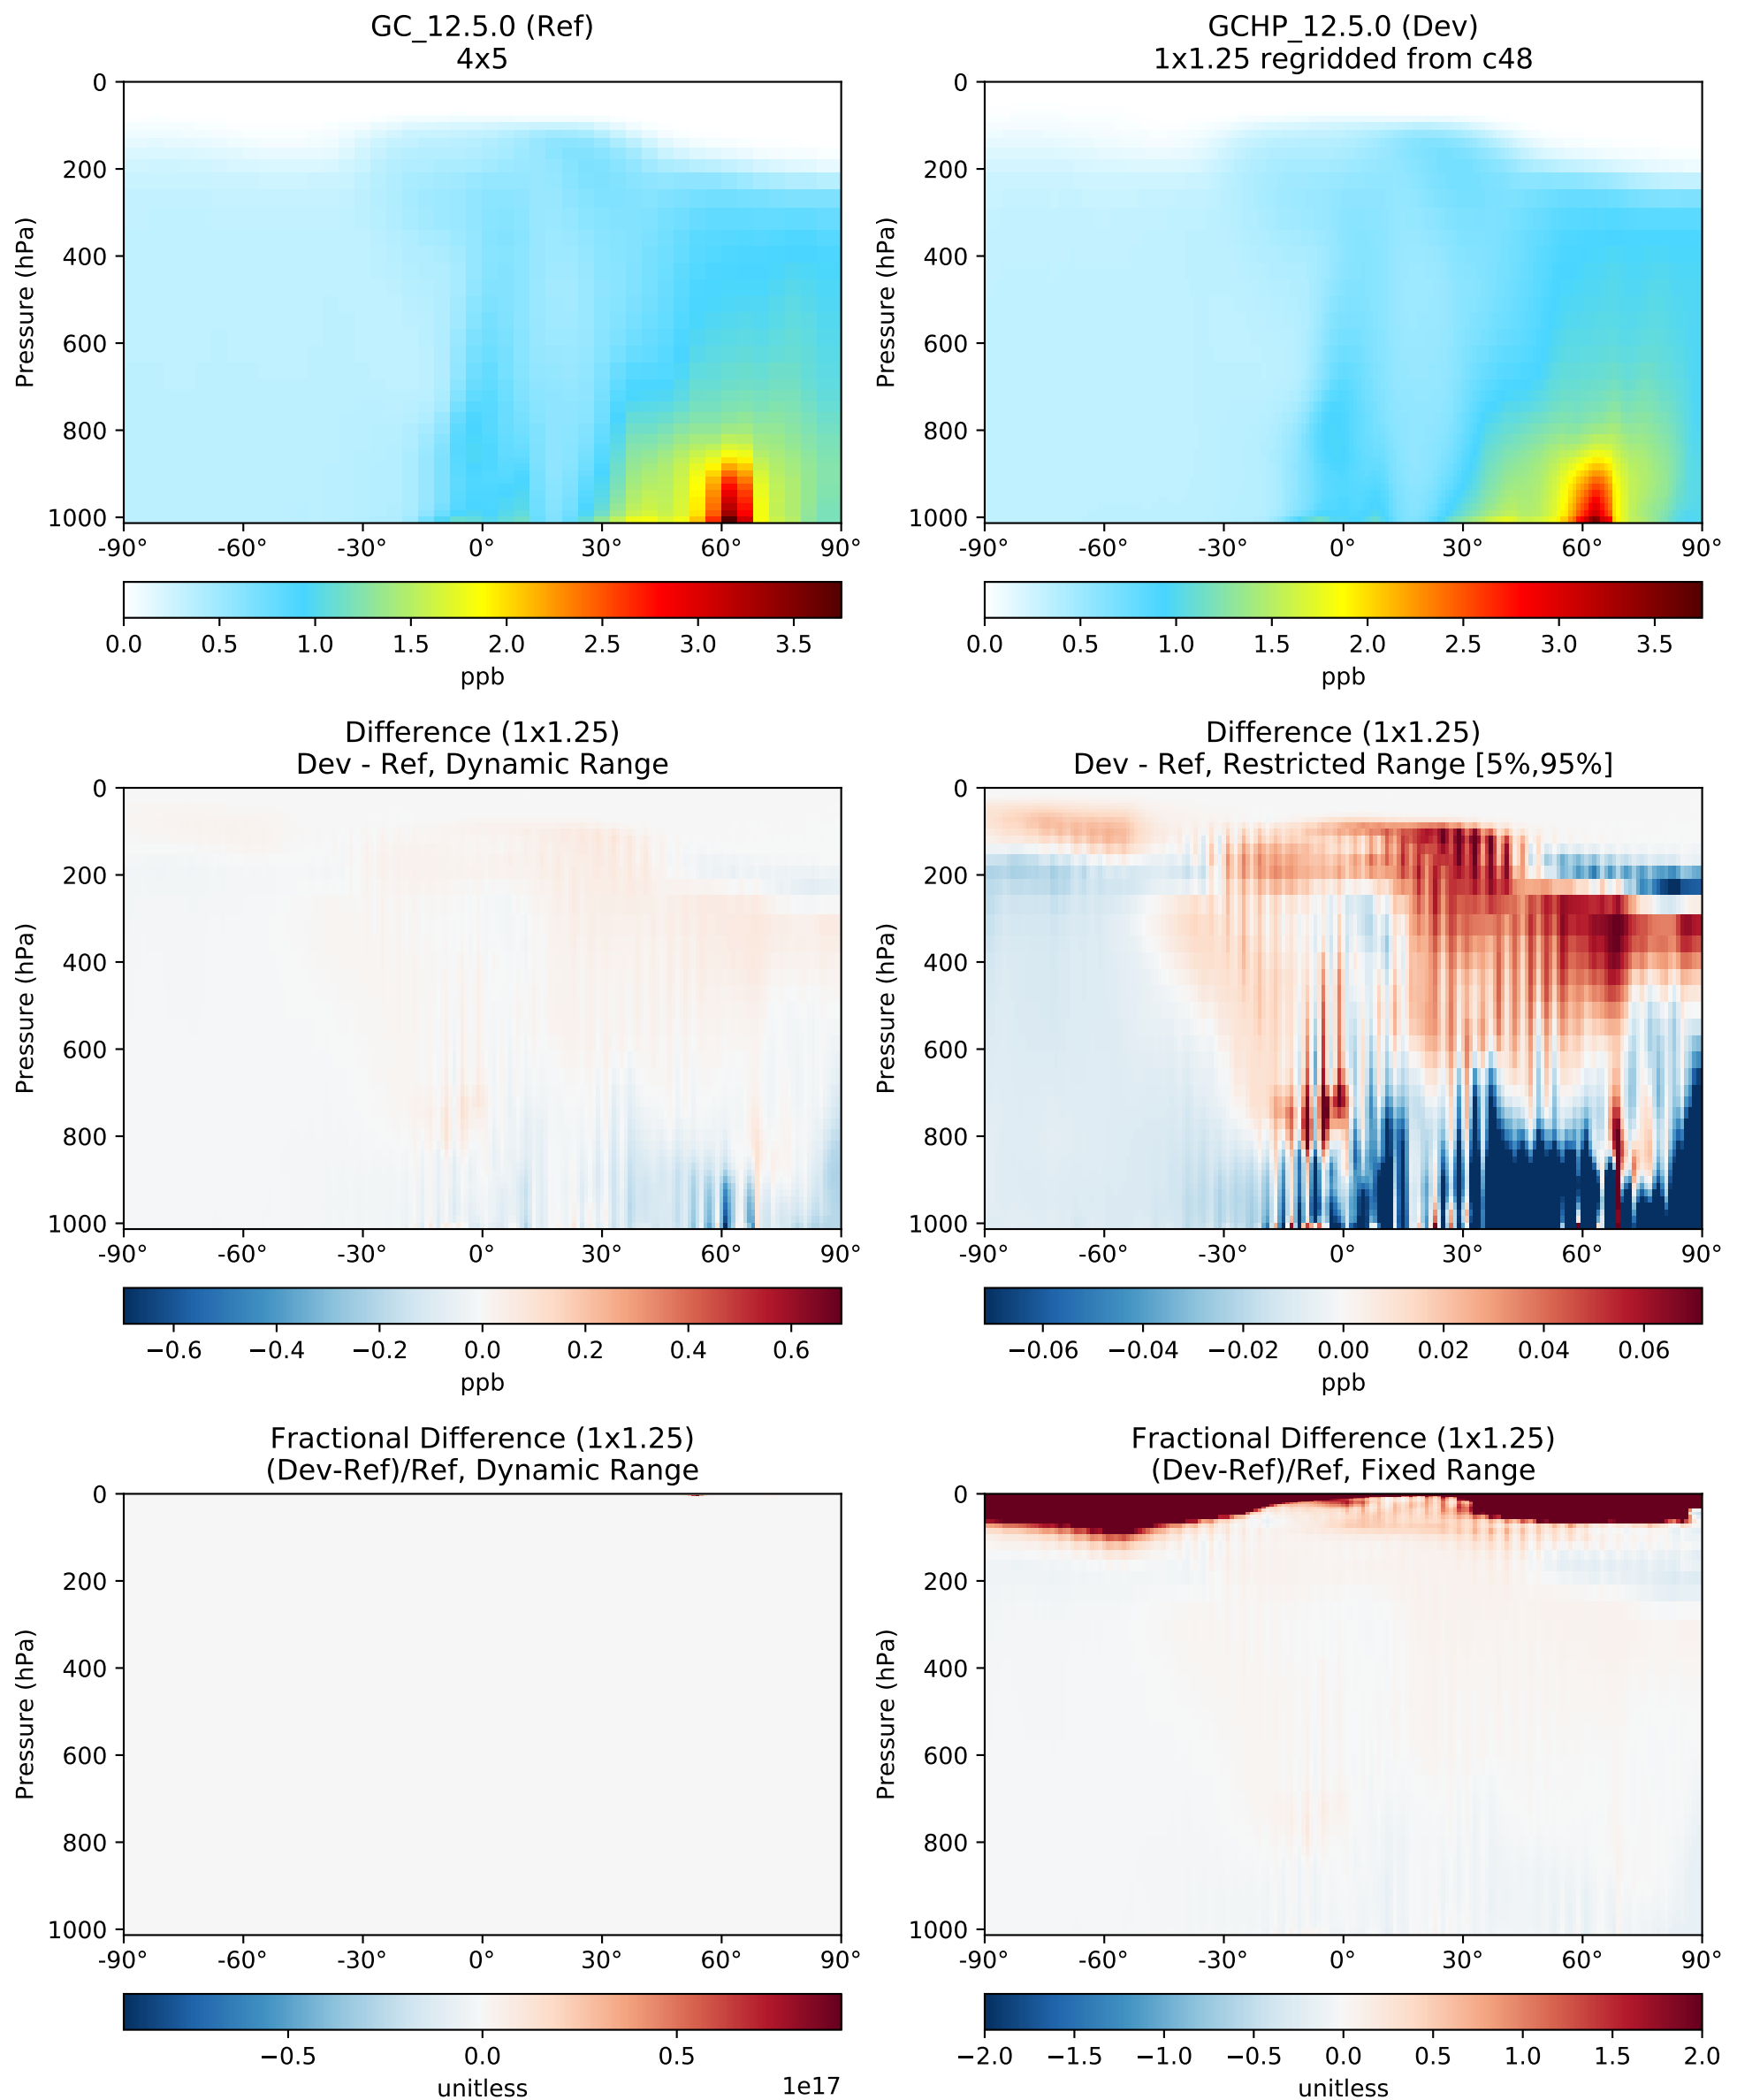 GC_12.5.0 (Ref)
4x5
GCHP_12.5.0 (Dev)
1x1.25 regridded from c48
Pressure (hPa)
0
200
400
600
800
1000
-90° -60° -30° 0° 30° 60° 90°
0.0 0.5 1.0 1.5 2.0 2.5 3.0 3.5
ppb
Pressure (hPa)
0
200
400
600
800
1000
-90° -60° -30° 0° 30° 60° 90°
0.0 0.5 1.0 1.5 2.0 2.5 3.0 3.5
ppb
Difference (1x1.25)
Dev - Ref, Dynamic Range
Pressure (hPa)
0
200
400
600
800
1000
-90° -60° -30° 0° 30° 60° 90°
−0.6 −0.4 −0.2 0.0 0.2 0.4 0.6
ppb
Difference (1x1.25)
Dev - Ref, Restricted Range [5%,95%]
Pressure (hPa)
0
200
400
600
800
1000
-90° -60° -30° 0° 30° 60° 90°
−0.06 −0.04 −0.02 0.00 0.02 0.04 0.06
ppb
Fractional Difference (1x1.25)
(Dev-Ref)/Ref, Dynamic Range
Pressure (hPa)
0
200
400
600
800
1000
-90° -60° -30° 0° 30° 60° 90°
−0.5 0.0 0.5
unitless 1e17
Fractional Difference (1x1.25)
(Dev-Ref)/Ref, Fixed Range
Pressure (hPa)
0
200
400
600
800
1000
-90° -60° -30° 0° 30° 60° 90°
−2.0 −1.5 −1.0 −0.5 0.0 0.5 1.0 1.5 2.0
unitless